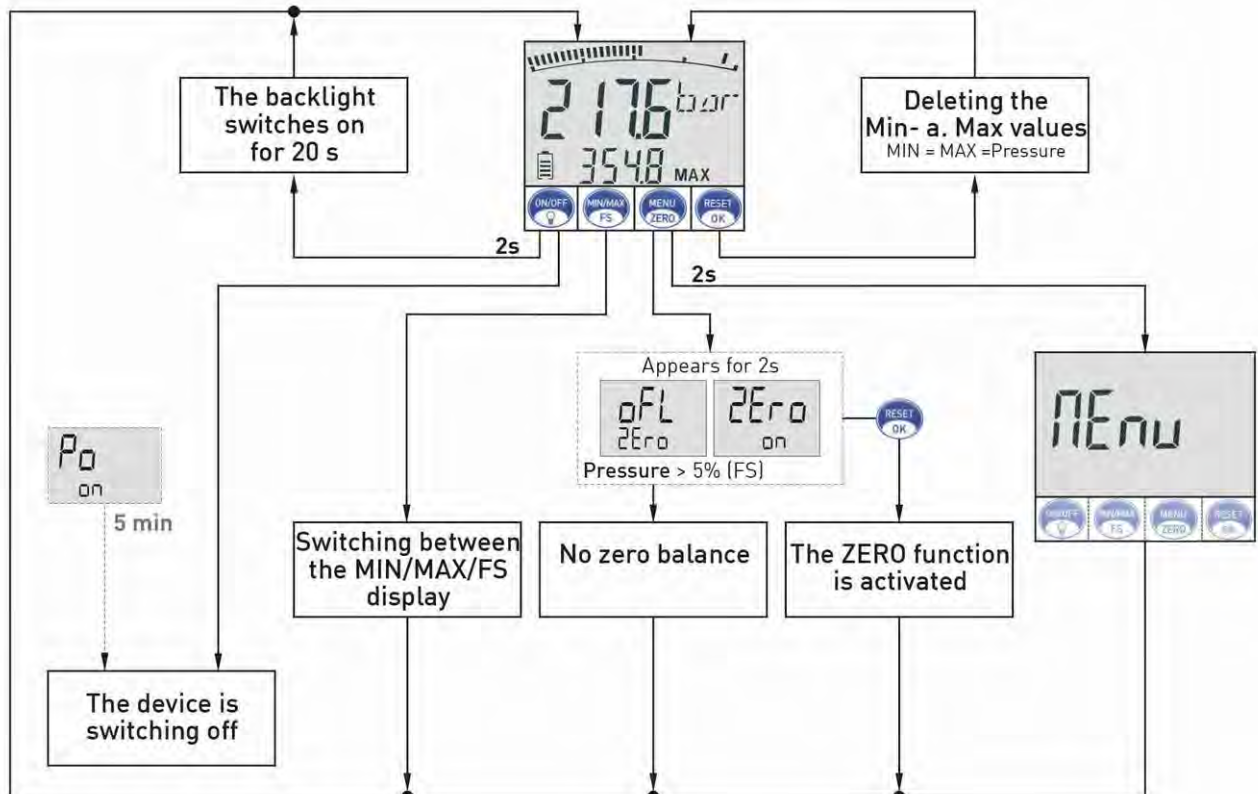 The backlight
switches on
for 20 s
217.6 bar
354.8 MAX
ON/OFF
MIN/MAX
FS
MENU
ZERO
RESET
OK
Deleting the
Min- a. Max values
MIN = MAX =Pressure
2s
2s
Appears for 2s
oFL
ZEro
ZEro
on
Pressure > 5% (FS)
RESET
OK
MEnu
ON/OFF
MIN/MAX
FS
MENU
ZERO
RESET
OK
Po
on
5 min
Switching between
the MIN/MAX/FS
display
No zero balance
The ZERO function
is activated
The device is
switching off